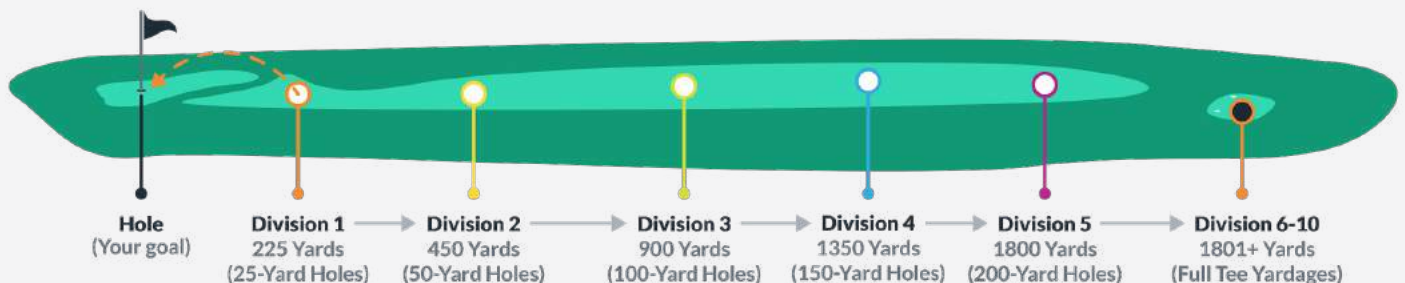 Hole
(Your goal)
Division 1
225 Yards
(25-Yard Holes)
Division 2
450 Yards
(50-Yard Holes)
Division 3
900 Yards
(100-Yard Holes)
Division 4
1350 Yards
(150-Yard Holes)
Division 5
1800 Yards
(200-Yard Holes)
Division 6-10
1801+ Yards
(Full Tee Yardages)